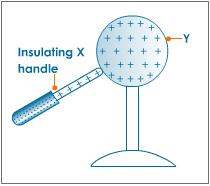 Insulating X
handle
Y